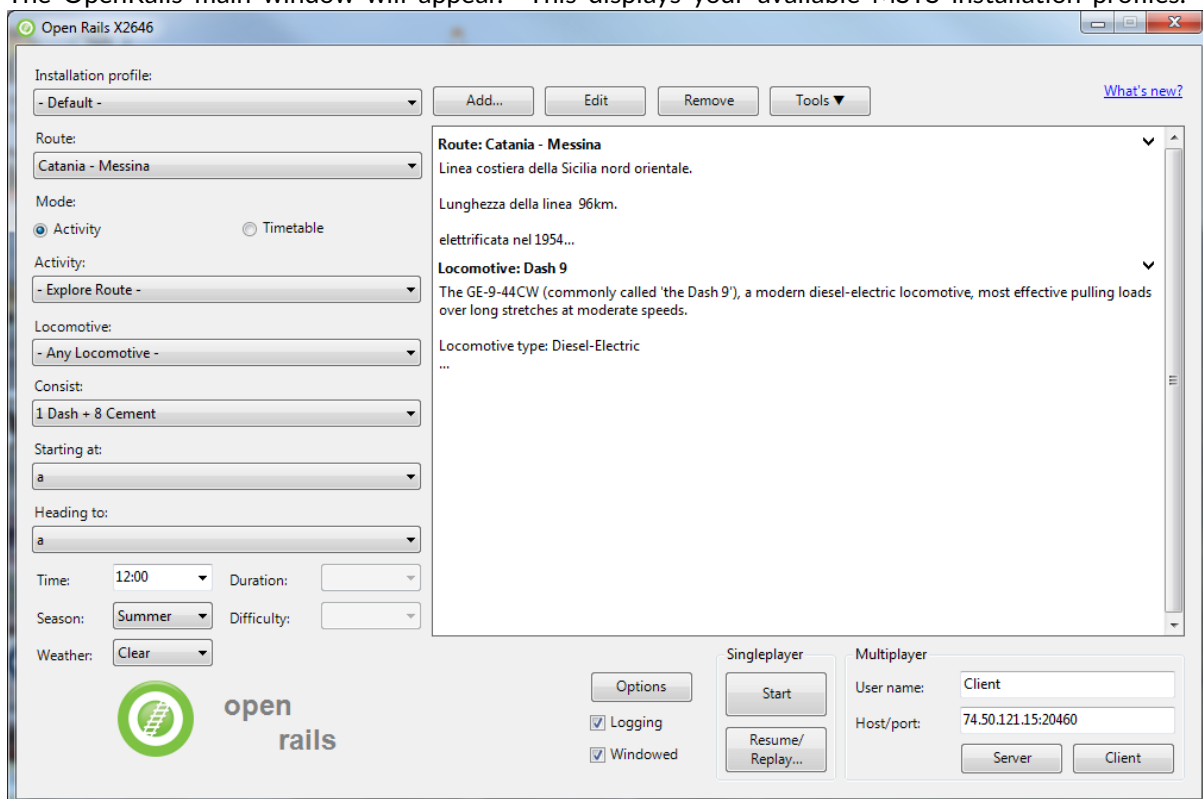 The OpenRails main window will appear. This displays your available MSTS installation profiles.
Open Rails X2646
Installation profile:
- Default -
Add...
Edit
Remove
Tools ▼
What's new?
Route:
Catania - Messina
Mode:
Activity
Timetable
Activity:
- Explore Route -
Locomotive:
- Any Locomotive -
Consist:
1 Dash + 8 Cement
Starting at:
a
Heading to:
a
Time:
12:00
Duration:
Season:
Summer
Difficulty:
Weather:
Clear
open
rails
Route: Catania - Messina
Linea costiera della Sicilia nord orientale.
Lunghezza della linea 96km.
elettrificata nel 1954...
Locomotive: Dash 9
The GE-9-44CW (commonly called 'the Dash 9'), a modern diesel-electric locomotive, most effective pulling loads
over long stretches at moderate speeds.
Locomotive type: Diesel-Electric
...
Options
Logging
Windowed
Singleplayer
Start
Resume/
Replay...
Multiplayer
User name:
Client
Host/port:
74.50.121.15:20460
Server
Client